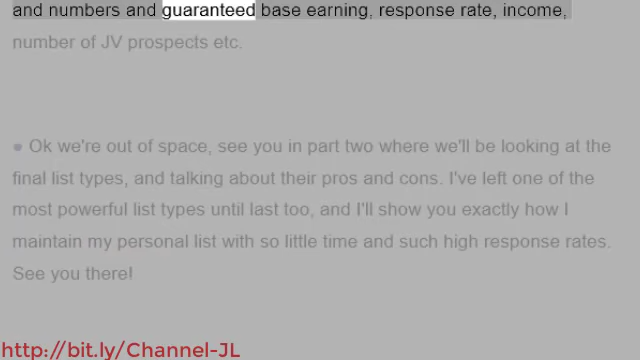 and numbers and guaranteed base earning, response rate, income,
number of JV prospects etc.
● Ok we're out of space, see you in part two where we'll be looking at the
final list types, and talking about their pros and cons. I've left one of the
most powerful list types until last too, and I'll show you exactly how I
maintain my personal list with so little time and such high response rates.
See you there!
http://bit.ly/Channel-JL